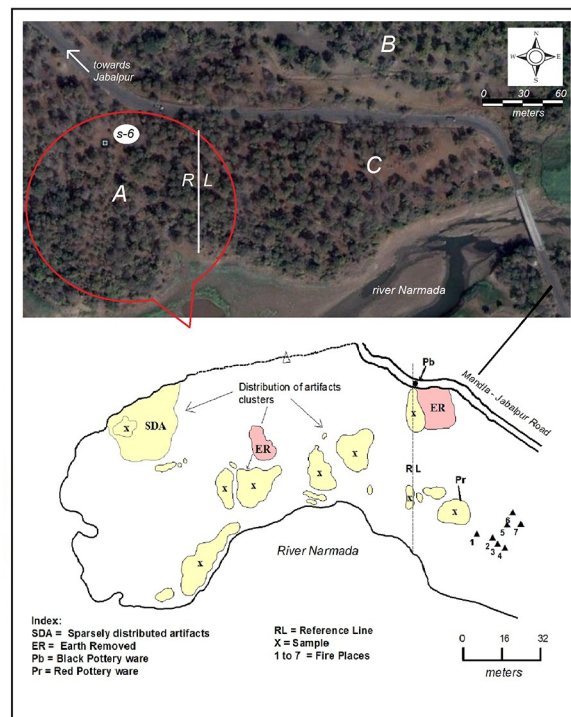 towards
Jabalpur
B
N
W E
S
0 30 60
meters
s-6
A
R L
C
river Narmada
Mandla - Jabalpur Road
Pb
Distribution of artifacts
clusters
x SDA
ER
x ER
x x x x
R L
x
Pr
x
6
5 7
1 2
3 4
x
River Narmada
Index:
SDA = Sparsely distributed artifacts
ER = Earth Removed
Pb = Black Pottery ware
Pr = Red Pottery ware
RL = Reference Line
X = Sample
1 to 7 = Fire Places
0 16 32
meters